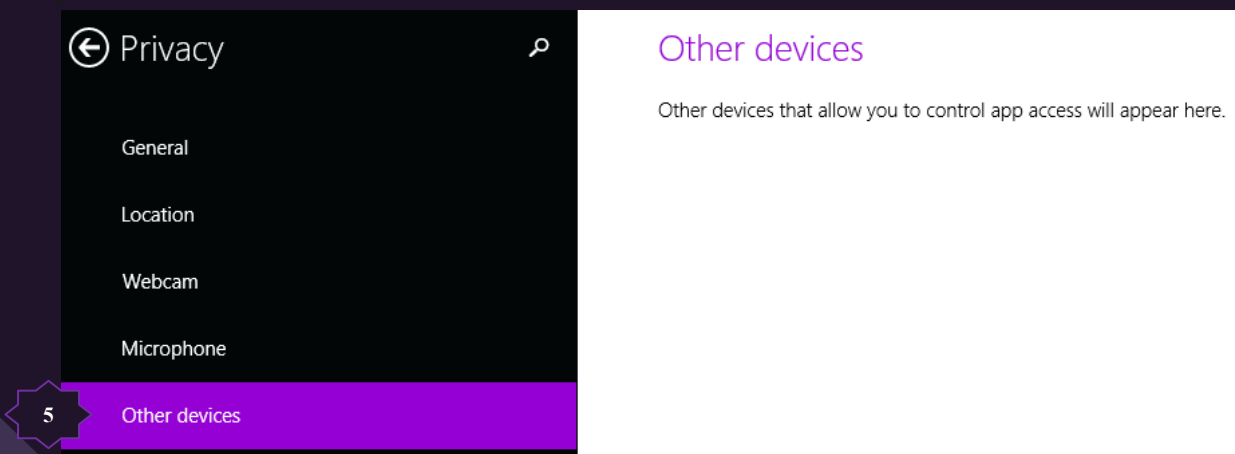 Privacy
General
Location
Webcam
Microphone
5
Other devices
Other devices
Other devices that allow you to control app access will appear here.